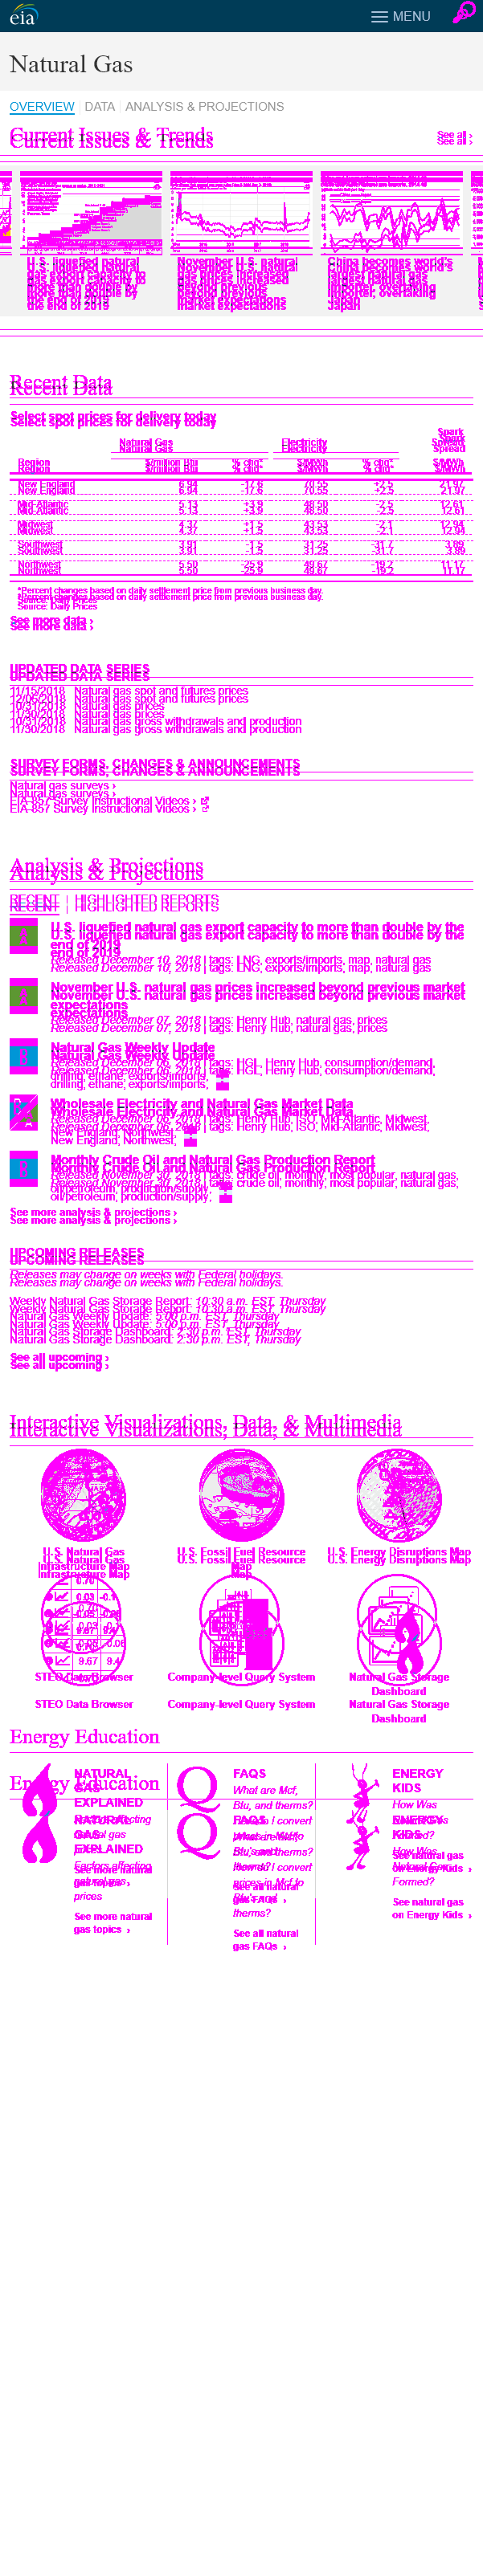 eia
MENU
Natural Gas
OVERVIEW
DATA
ANALYSIS & PROJECTIONS
Current Issues & Trends
See all ›
U.S. liquefied natural
gas export capacity to
more than double by
the end of 2019
November U.S. natural
gas prices increased
beyond previous
market expectations
China becomes world's
largest natural gas
importer, overtaking
Japan
Recent Data
Select spot prices for delivery today
Natural Gas
Electricity
Spark
Spread
Region
$/million Btu
% chg*
$/MWh
% chg*
$/MWh
New England 6.94 -17.6 70.55 +2.5 21.97
Mid-Atlantic 5.13 +3.9 48.50 -2.5 12.61
Midwest 4.37 +1.5 43.53 -2.1 12.94
Southwest 3.91 -1.5 31.25 -31.7 3.89
Northwest 5.50 -25.9 49.67 -19.2 11.17
*Percent changes based on daily settlement price from previous business day.
Source: Daily Prices
See more data ›
UPDATED DATA SERIES
11/15/2018 Natural gas spot and futures prices
12/06/2018 Natural gas spot and futures prices
10/31/2018 Natural gas prices
11/30/2018 Natural gas prices
10/31/2018 Natural gas gross withdrawals and production
11/30/2018 Natural gas gross withdrawals and production
SURVEY FORMS, CHANGES & ANNOUNCEMENTS
Natural gas surveys ›
EIA-857 Survey Instructional Videos ›
Analysis & Projections
RECENT | HIGHLIGHTED REPORTS
U.S. liquefied natural gas export capacity to more than double by the
end of 2019
Released December 10, 2018 | tags: LNG, exports/imports, map, natural gas
November U.S. natural gas prices increased beyond previous market
expectations
Released December 07, 2018 | tags: Henry Hub, natural gas, prices
Natural Gas Weekly Update
Released December 06, 2018 | tags: HGL, Henry Hub, consumption/demand,
drilling, ethane, exports/imports,
Wholesale Electricity and Natural Gas Market Data
Released December 06, 2018 | tags: Henry Hub, ISO, Mid-Atlantic, Midwest,
New England, Northwest,
Monthly Crude Oil and Natural Gas Production Report
Released November 30, 2018 | tags: crude oil, monthly, most popular, natural gas,
oil/petroleum, production/supply,
See more analysis & projections ›
UPCOMING RELEASES
Releases may change on weeks with Federal holidays.
Weekly Natural Gas Storage Report: 10:30 a.m. EST, Thursday
Natural Gas Weekly Update: 5:00 p.m. EST, Thursday
Natural Gas Storage Dashboard: 2:30 p.m. EST, Thursday
See all upcoming ›
Interactive Visualizations, Data, & Multimedia
U.S. Natural Gas
Infrastructure Map
U.S. Fossil Fuel Resource
Map
U.S. Energy Disruptions Map
STEO Data Browser
Company-level Query System
Natural Gas Storage
Dashboard
Energy Education
NATURAL
GAS
EXPLAINED
Factors affecting
natural gas
prices
See more natural
gas topics ›
FAQS
What are Mcf,
Btu, and therms?
How do I convert
prices in Mcf to
Btu's and
therms?
See all natural
gas FAQs ›
ENERGY
KIDS
How Was
Natural Gas
Formed?
See natural gas
on Energy Kids ›